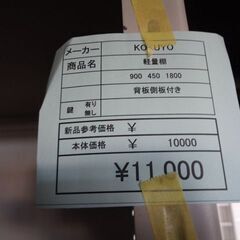 メーカー KOKUYO
商品名 軽量棚
900 450 1800
背板側板付き
鍵 有り 無し
新品参考価格 ¥
本体価格 ¥ 10000
¥11,000